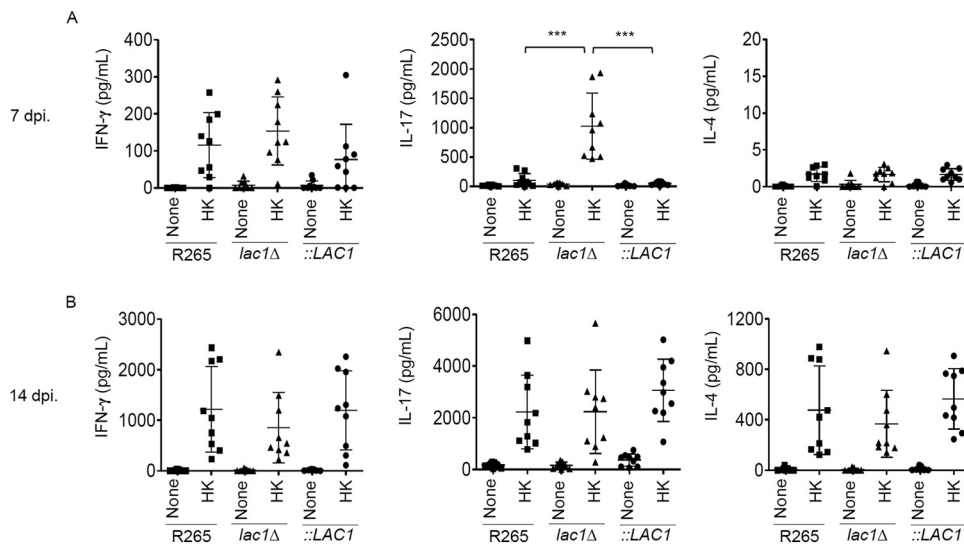 A
7 dpi.
IFN-γ (pg/mL)
400
300
200
100
0
None
HK
None
HK
None
HK
R265
lac1Δ
::LAC1
IL-17 (pg/mL)
2500
2000
1500
1000
500
0
***
***
None
HK
None
HK
None
HK
R265
lac1Δ
::LAC1
IL-4 (pg/mL)
20
15
10
5
0
None
HK
None
HK
None
HK
R265
lac1Δ
::LAC1
B
14 dpi.
IFN-γ (pg/mL)
3000
2000
1000
0
None
HK
None
HK
None
HK
R265
lac1Δ
::LAC1
IL-17 (pg/mL)
6000
4000
2000
0
None
HK
None
HK
None
HK
R265
lac1Δ
::LAC1
IL-4 (pg/mL)
1200
800
400
0
None
HK
None
HK
None
HK
R265
lac1Δ
::LAC1